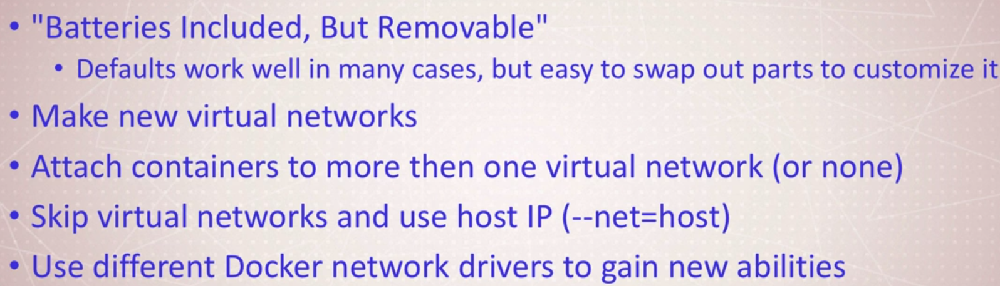 • "Batteries Included, But Removable"
• Defaults work well in many cases, but easy to swap out parts to customize it
• Make new virtual networks
• Attach containers to more then one virtual network (or none)
• Skip virtual networks and use host IP (--net=host)
• Use different Docker network drivers to gain new abilities